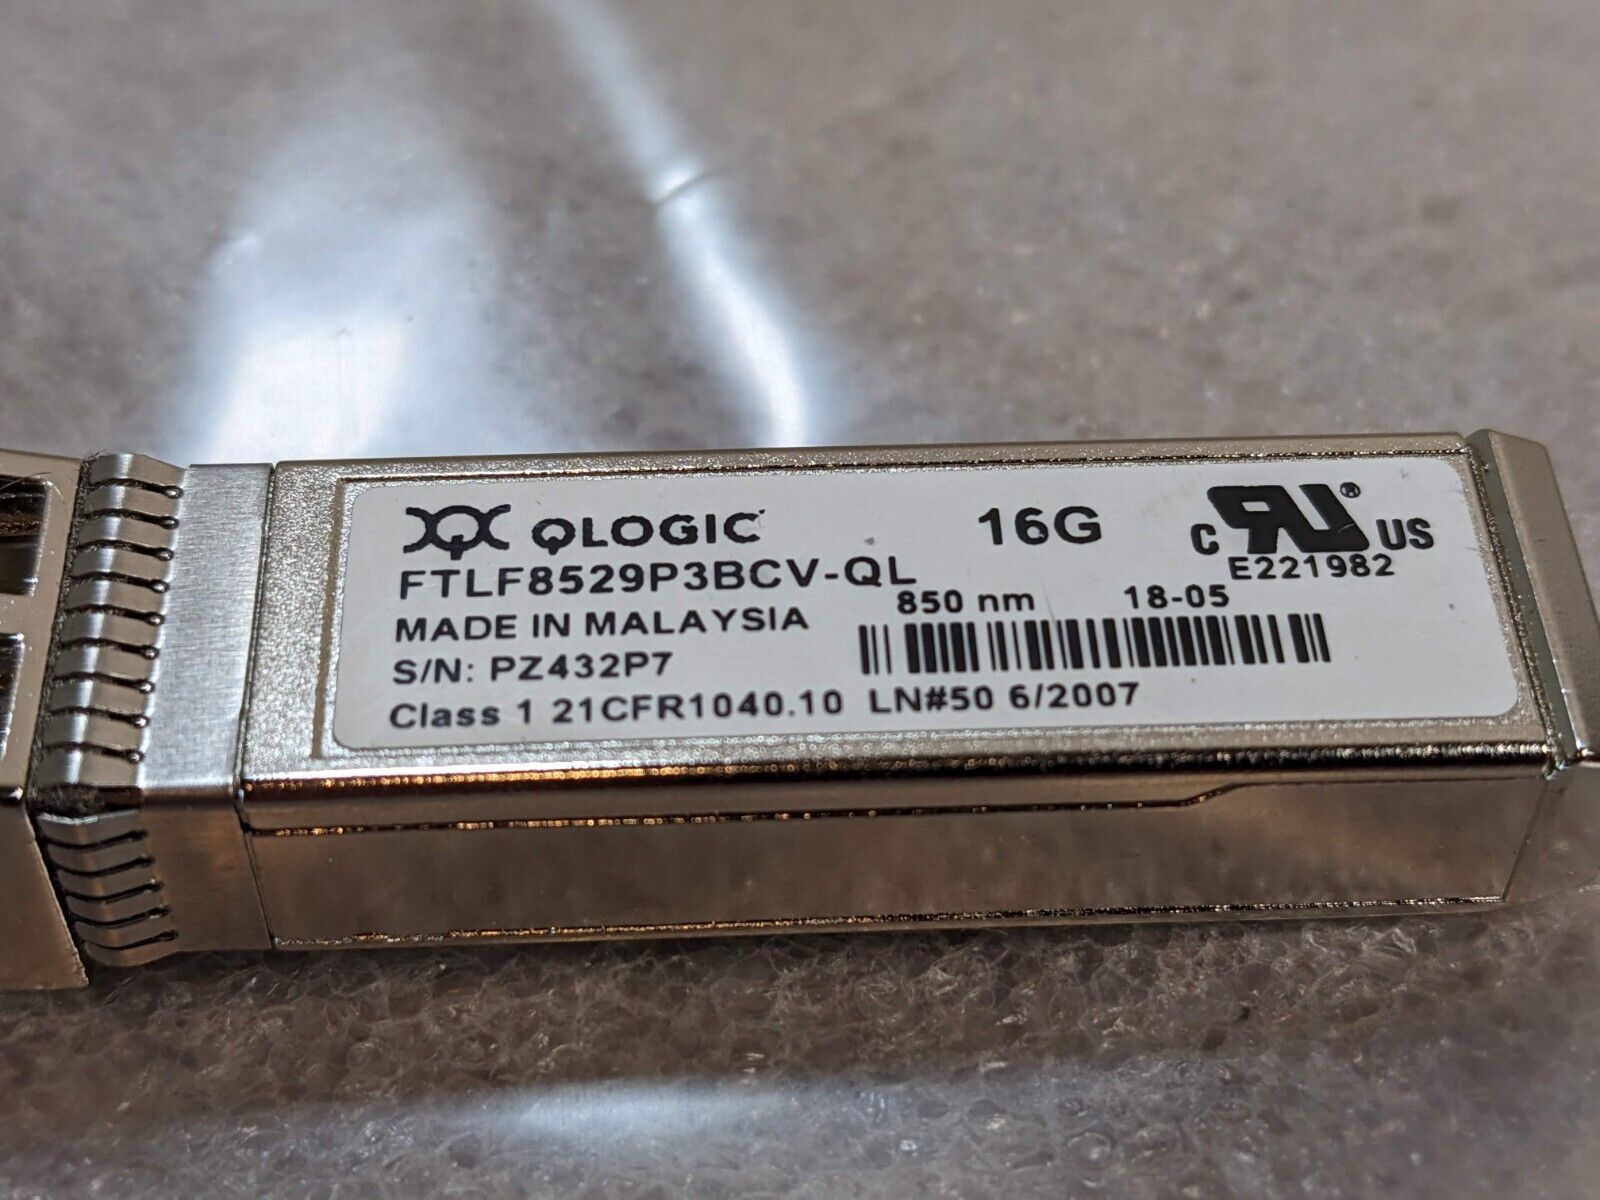 QLOGIC 16G C RU® US
FTLF8529P3BCV-QL E221982
850 nm 18-05
MADE IN MALAYSIA
S/N: PZ432P7
Class 1 21CFR1040.10 LN#50 6/2007